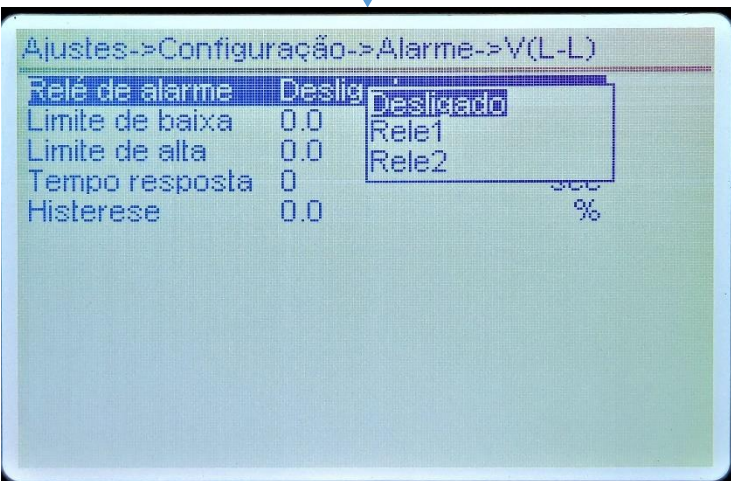 Ajustes->Configuração->Alarme->V(L-L)
Relé de alarme Deslig
Desligado
Rele1
Rele2
Limite de baixa 0.0
Limite de alta 0.0
Tempo resposta 0 sec
Histerese 0.0 %